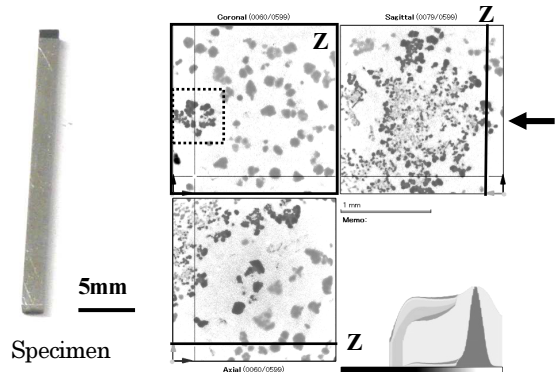 Coronal (0060/0599)
Z
Sagittal (0079/0599)
Z
1 mm
Memo:
5mm
Specimen
Z
Axial (0060/0599)